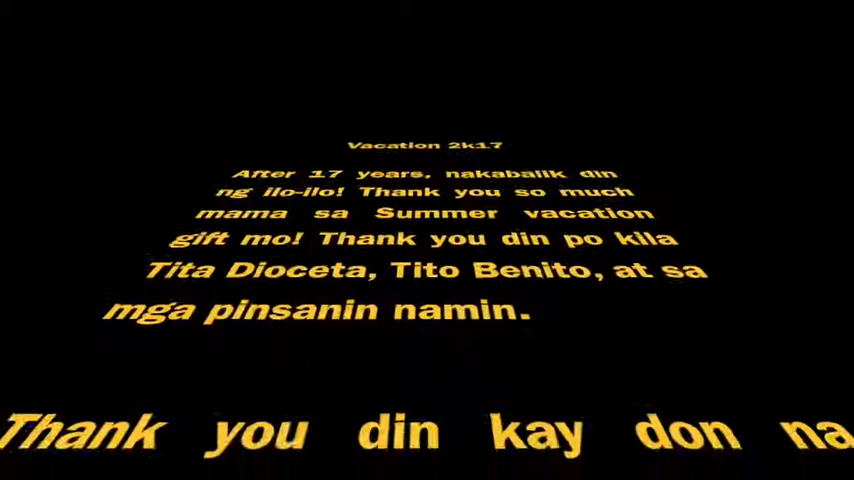 Vacation 2k17
After 17 years, nakabalik din
ng ilo-ilo! Thank you so much
mama sa Summer vacation
gift mo! Thank you din po kila
Tita Dioceta, Tito Benito, at sa
mga pinsanin namin.
Thank you din kay don na